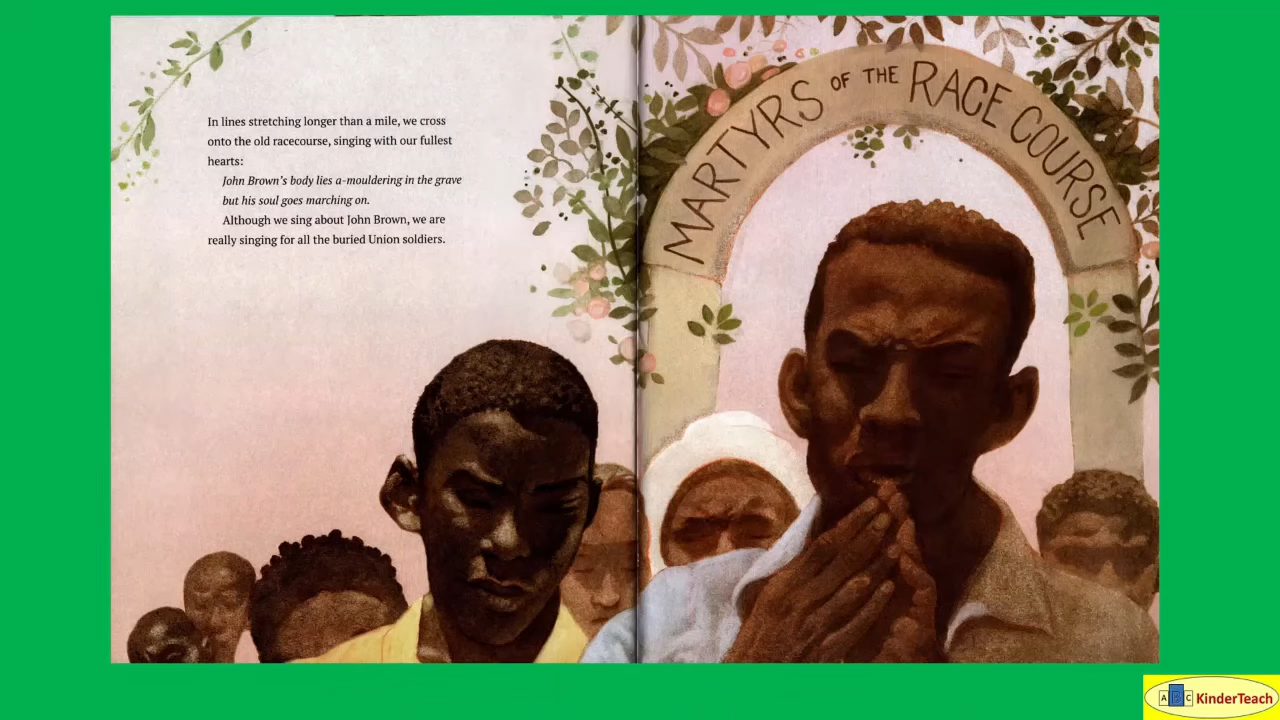 In lines stretching longer than a mile, we cross
onto the old racecourse, singing with our fullest
hearts:
John Brown's body lies a-mouldering in the grave
but his soul goes marching on.
Although we sing about John Brown, we are
really singing for all the buried Union soldiers.
MARTYRS OF THE RACE COURSE
A B C KinderTeach